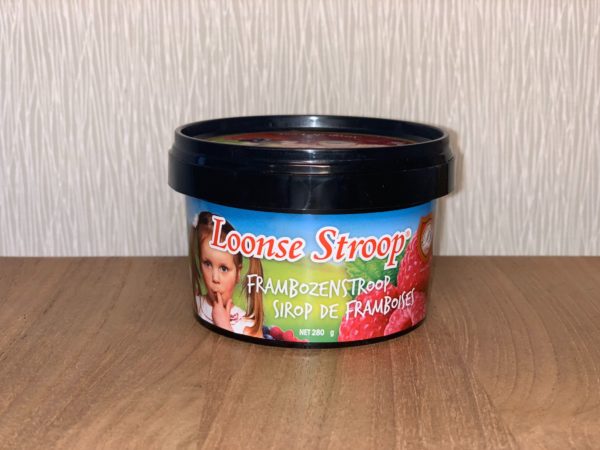 Loonse Stroop®
FRAMBOZENSTROOP
SIROP DE FRAMBOISES
NET 280 g